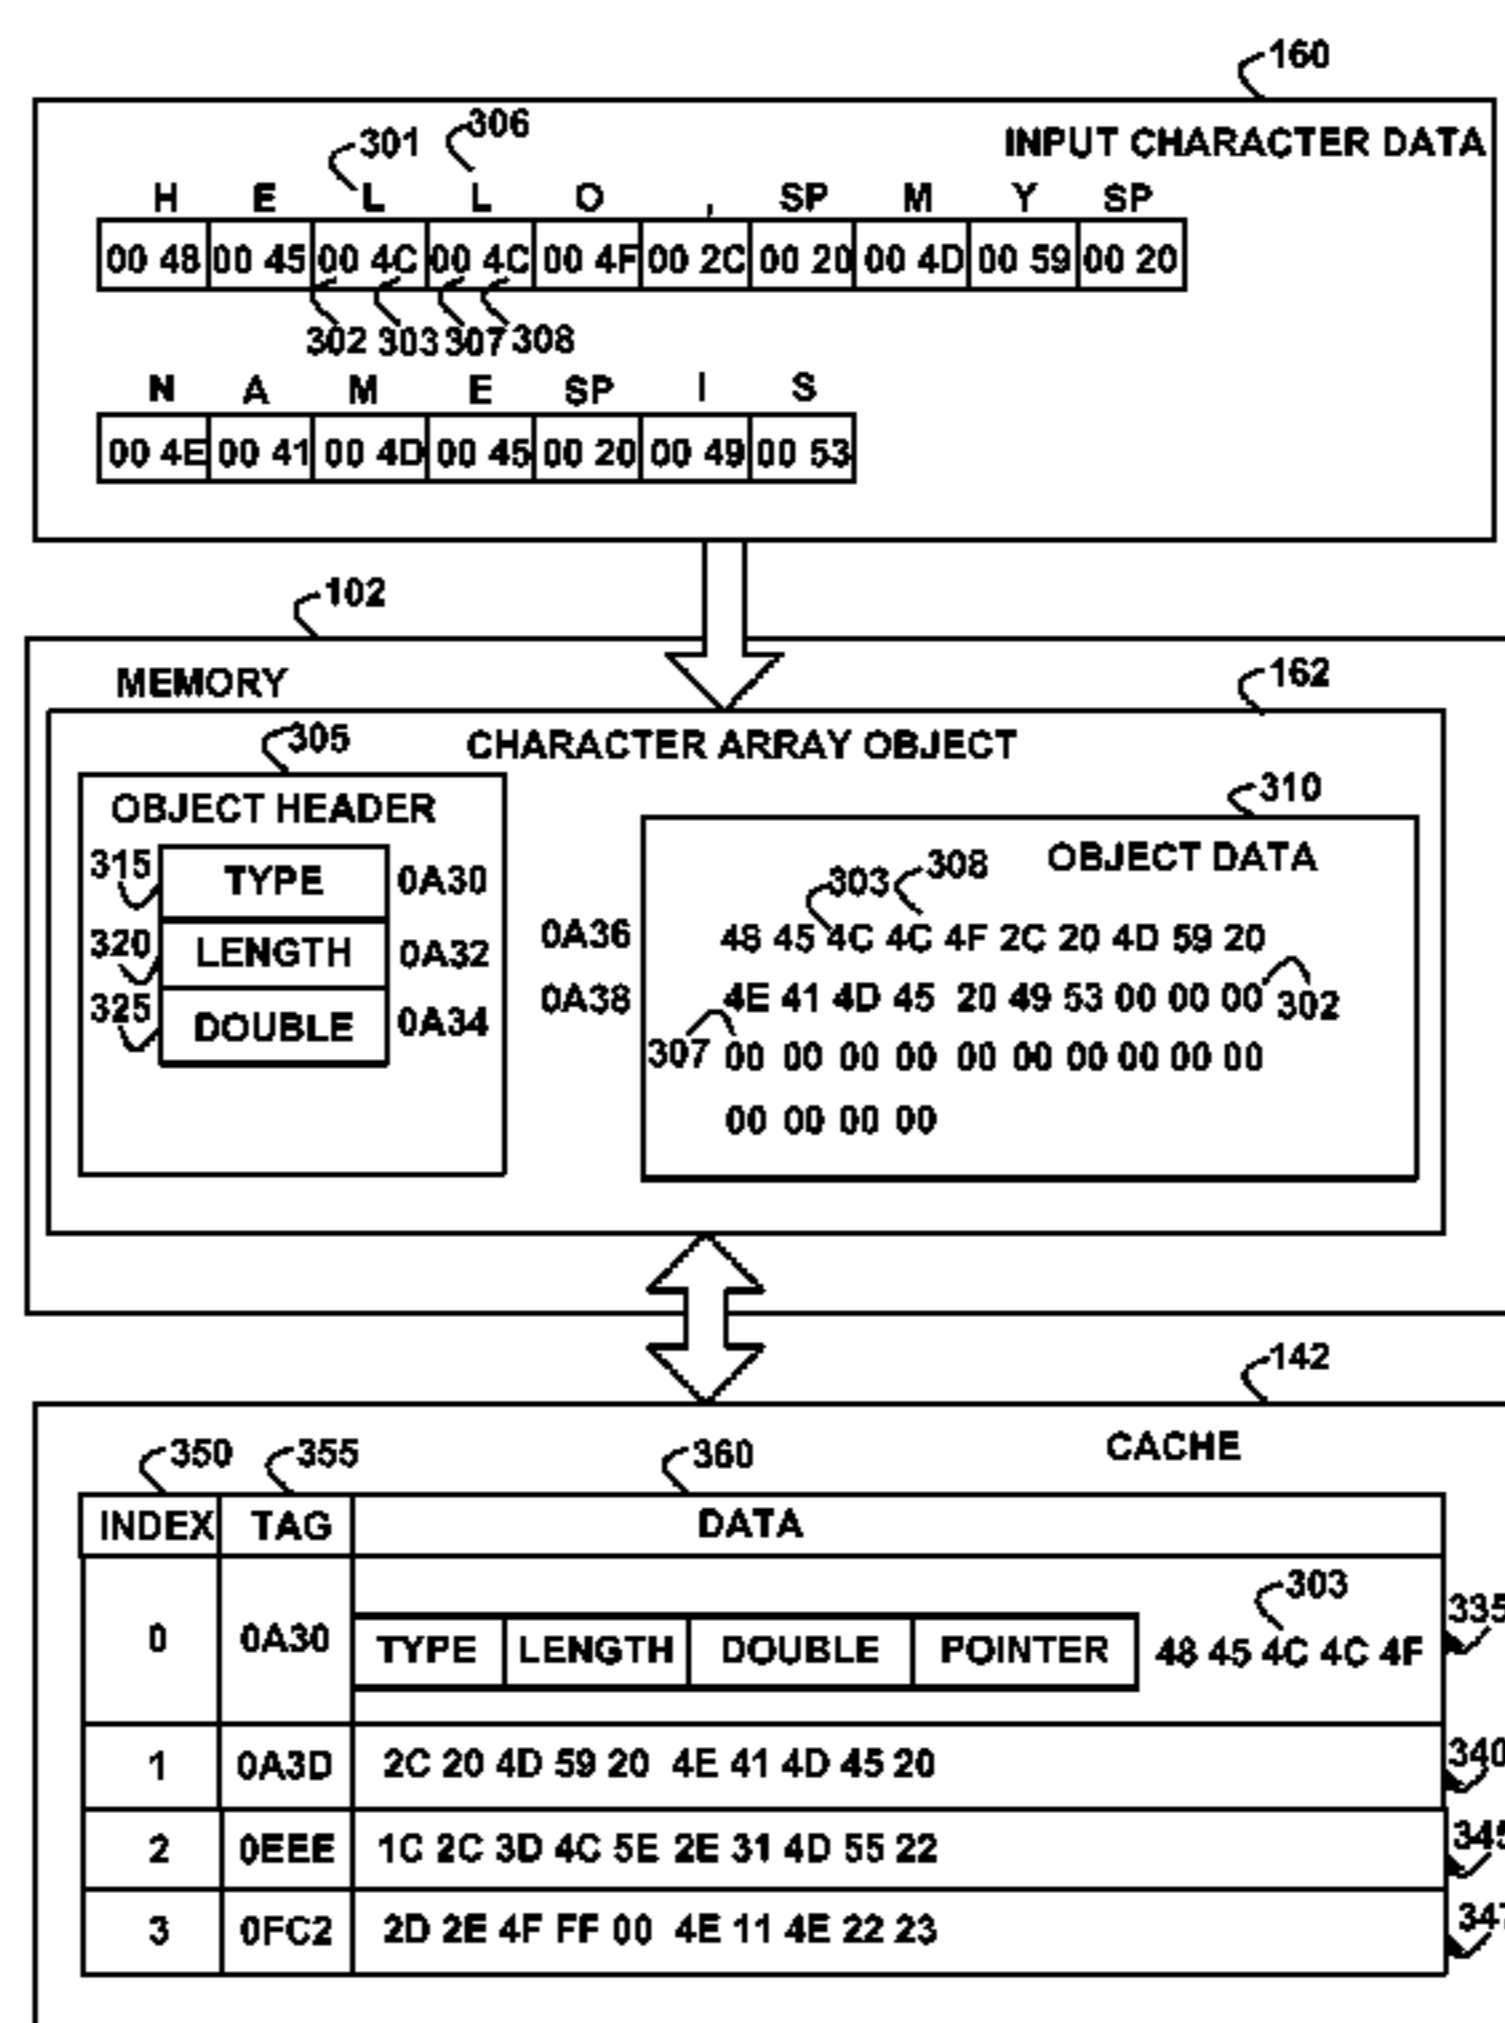 160
INPUT CHARACTER DATA
301 306
H E L L O , SP M Y SP
00 48 00 45 00 4C 00 4C 00 4F 00 2C 00 20 00 4D 00 59 00 20
302 303 307 308
N A M E SP I S
00 4E 00 41 00 4D 00 45 00 20 00 49 00 53
102
MEMORY
162
CHARACTER ARRAY OBJECT
305
OBJECT HEADER
315 TYPE 0A30
320 LENGTH 0A32
325 DOUBLE 0A34
310
OBJECT DATA
303 308
0A36 48 45 4C 4C 4F 2C 20 4D 59 20
0A38 4E 41 4D 45 20 49 53 00 00 00 302
307 00 00 00 00 00 00 00 00 00 00
00 00 00 00
142
CACHE
350 355 360
INDEX TAG DATA
303
0 0A30 TYPE LENGTH DOUBLE POINTER 48 45 4C 4C 4F 335
1 0A3D 2C 20 4D 59 20 4E 41 4D 45 20 340
2 0EEE 1C 2C 3D 4C 5E 2E 31 4D 55 22 345
3 0FC2 2D 2E 4F FF 00 4E 11 4E 22 23 347